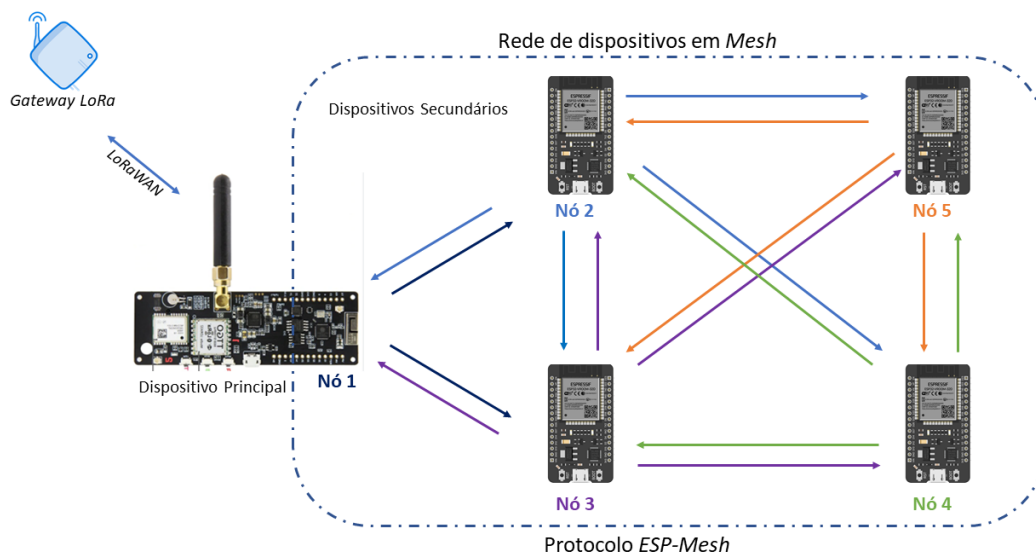 Rede de dispositivos em Mesh
Gateway LoRa
LoRaWAN
Dispositivos Secundários
Nó 2
Nó 5
Dispositivo Principal
Nó 1
Nó 3
Nó 4
Protocolo ESP-Mesh